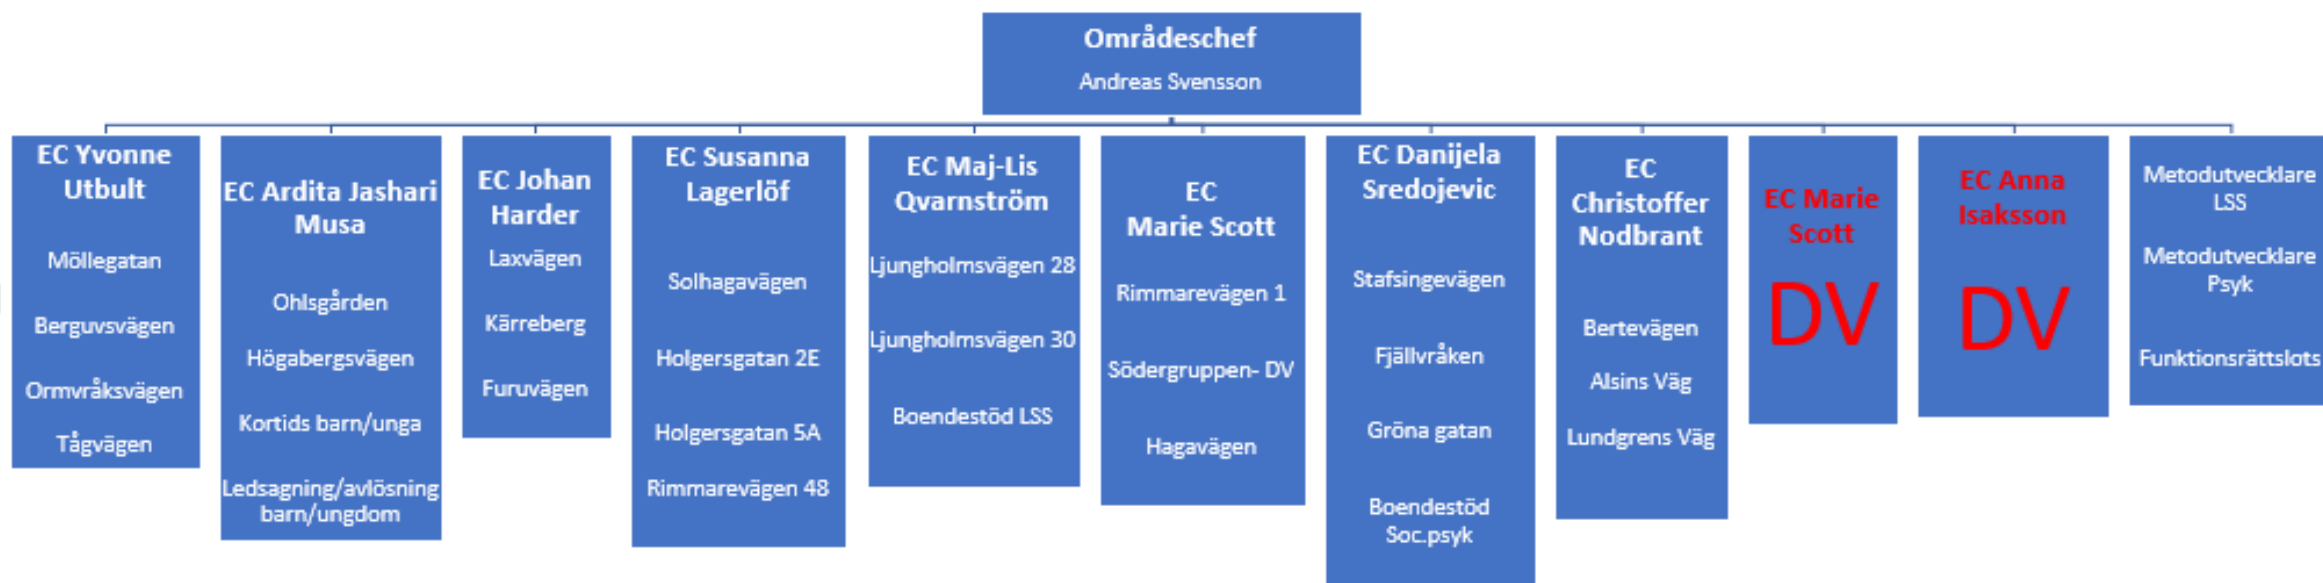 Områdeschef
Andreas Svensson
EC Yvonne
Utbult
Möllegatan
Berguvsvägen
Ormvråksvägen
Tågvägen
EC Ardita Jashari
Musa
Ohlsgården
Högabergsvägen
Kortids barn/unga
Ledsagning/avlösning
barn/ungdom
EC Johan
Harder
Laxvägen
Kärreberg
Furuvägen
EC Susanna
Lagerlöf
Solhagavägen
Holgersgatan 2E
Holgersgatan 5A
Rimmarevägen 48
EC Maj-Lis
Qvarnström
Ljungholmsvägen 28
Ljungholmsvägen 30
Boendestöd LSS
EC
Marie Scott
Rimmarevägen 1
Södergruppen- DV
Hagavägen
EC Danijela
Sredojevic
Stafsingevägen
Fjällvråken
Gröna gatan
Boendestöd
Soc.psyk
EC
Christoffer
Nodbrant
Bertevägen
Alsins Väg
Lundgrens Väg
EC Marie
Scott
DV
EC Anna
Isaksson
DV
Metodutvecklare
LSS
Metodutvecklare
Psyk
Funktionsrättslots